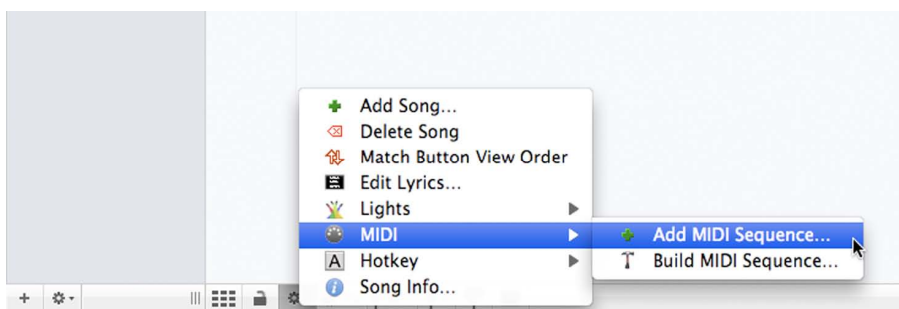 Add Song...
Delete Song
Match Button View Order
Edit Lyrics...
Lights
MIDI
Add MIDI Sequence...
A Hotkey
Build MIDI Sequence...
Song Info...